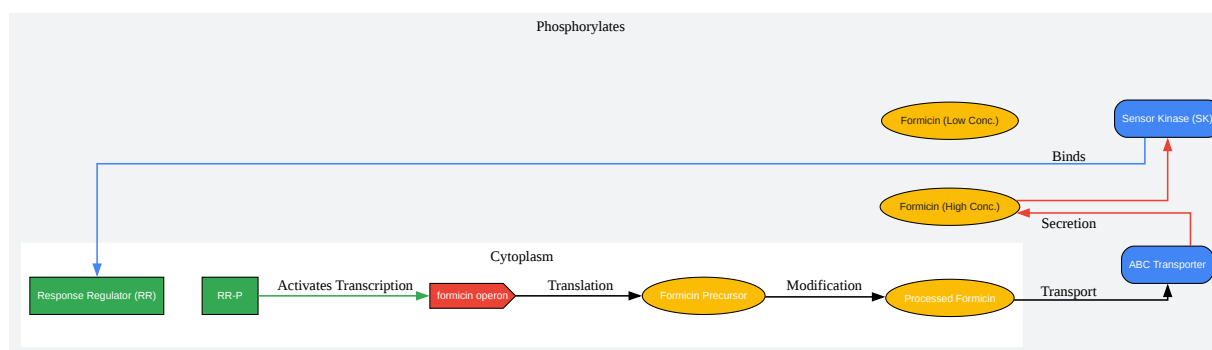 Phosphorylates
Formicin (Low Conc.)
Sensor Kinase (SK)
Binds
Formicin (High Conc.)
Secretion
Cytoplasm
ABC Transporter
Response Regulator (RR)
RR-P
Activates Transcription
formicin operon
Translation
Formicin Precursor
Modification
Processed Formicin
Transport